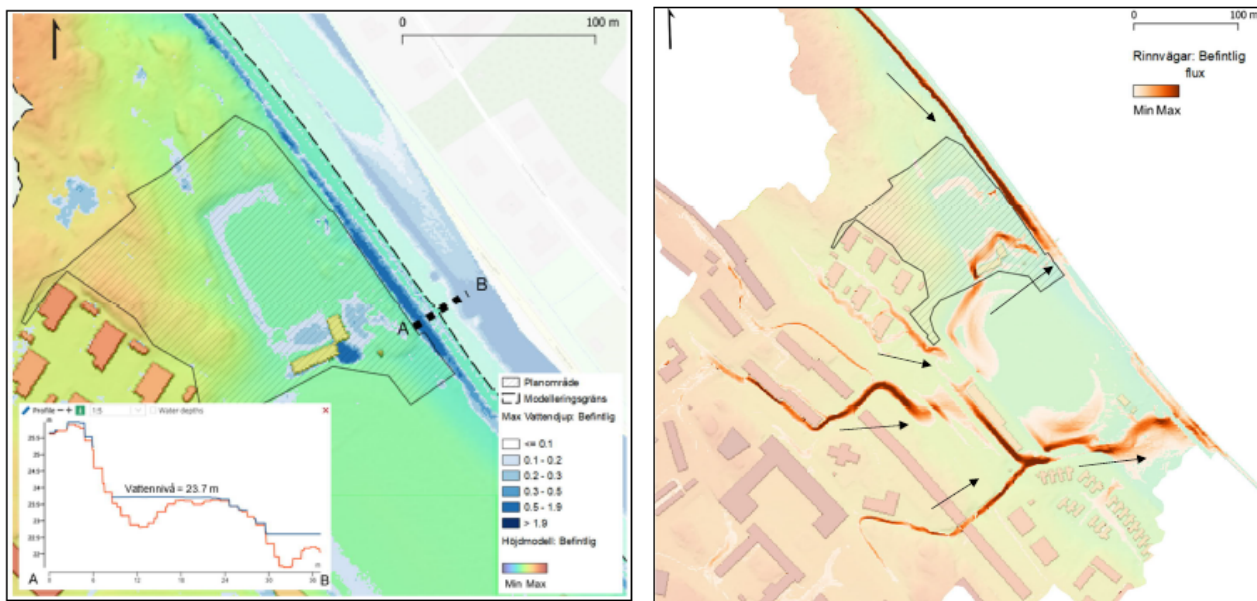 0 100 m
B
A
Planområde
Modelleringsgräns
Max Vattendjup: Befintlig
<= 0.1
0.1 - 0.2
0.2 - 0.3
0.3 - 0.5
0.5 - 1.9
> 1.9
Höjdmodell: Befintlig
Min Max
Profile 1:5 Water depths
m
25.5
24.5
23.5
23
22.5
22
Vattennivå = 23.7 m
m
A 0 6 12 18 24 30 36 B
0 100 m
Rinnvägar: Befintlig
flux
Min Max